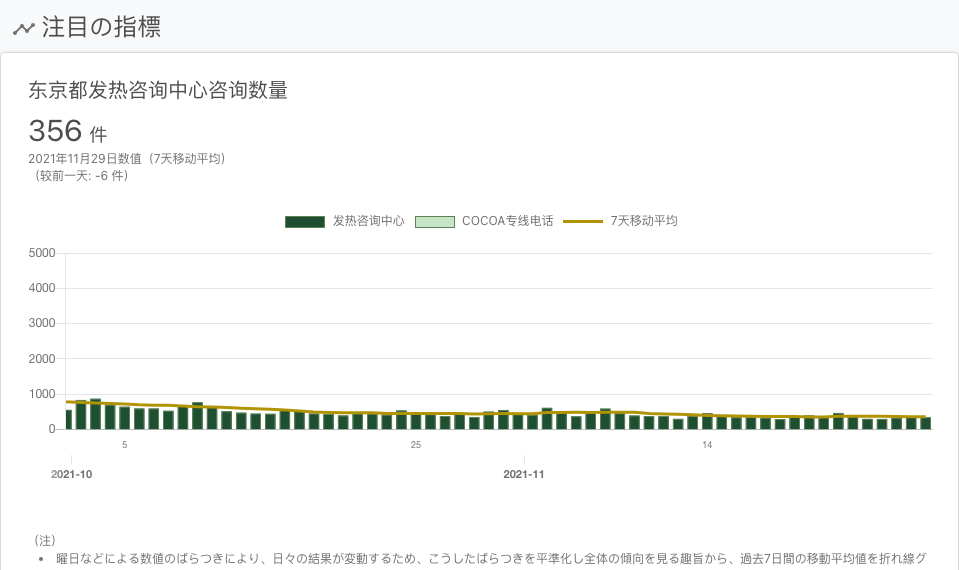 注目の指標
东京都发热咨询中心咨询数量
356 件
2021年11月29日数值（7天移动平均）
（较前一天: -6 件）
发热咨询中心 COCOA专线电话 7天移动平均
5000
4000
3000
2000
1000
0
5 25 14
2021-10 2021-11
（注）
• 曜日などによる数値のばらつきにより、日々の結果が変動するため、こうしたばらつきを平準化し全体の傾向を見る趣旨から、過去7日間の移動平均値を折れ線グ